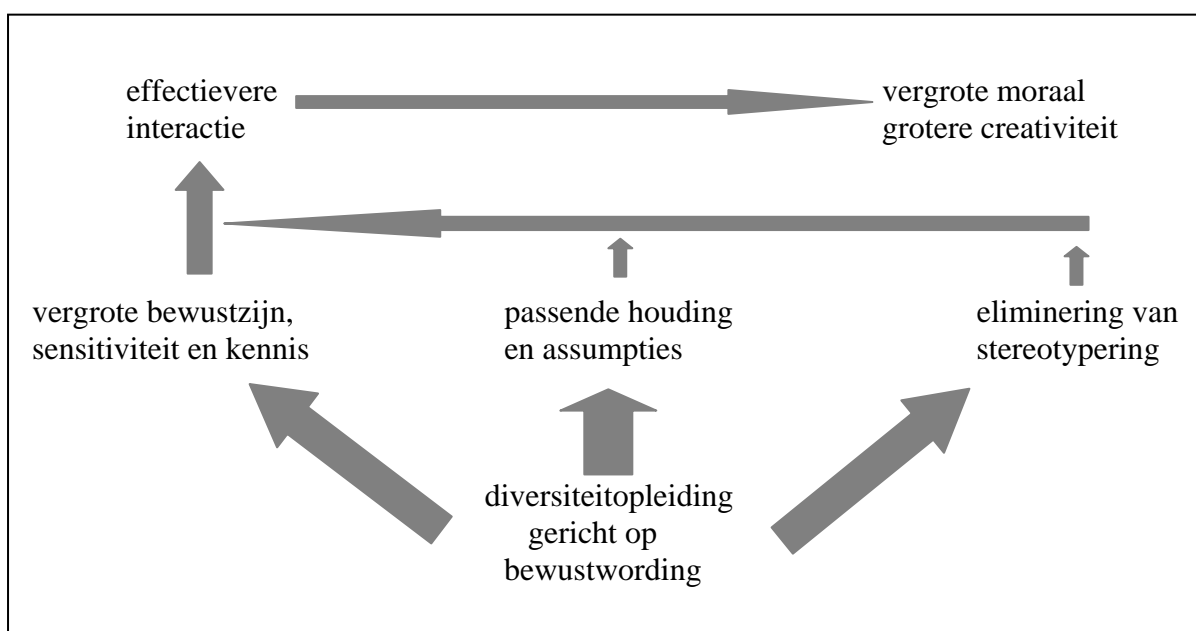 effectievere
interactie
vergrote moraal
grotere creativiteit
vergrote bewustzijn,
sensitiviteit en kennis
passende houding
en assumpties
eliminering van
stereotypering
diversiteitopleiding
gericht op
bewustwording